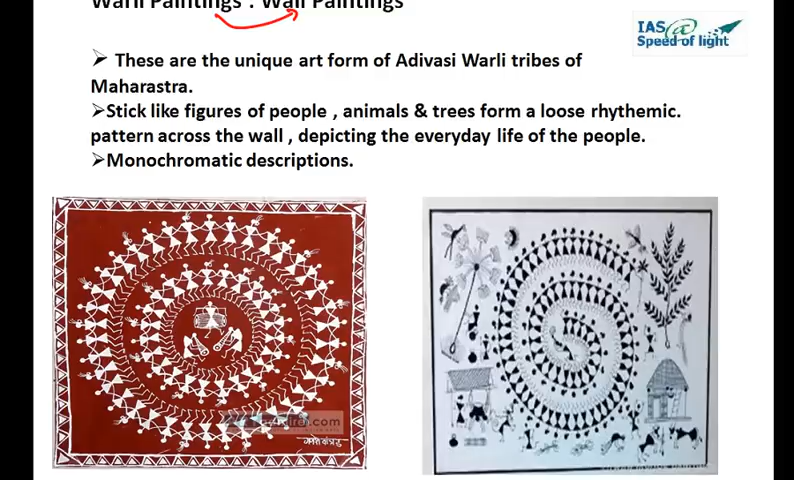 Warli Paintings : Wall Paintings
IAS@
Speed of light
➤ These are the unique art form of Adivasi Warli tribes of
Maharastra.
➤Stick like figures of people , animals & trees form a loose rhythemic.
pattern across the wall , depicting the everyday life of the people.
➤Monochromatic descriptions.